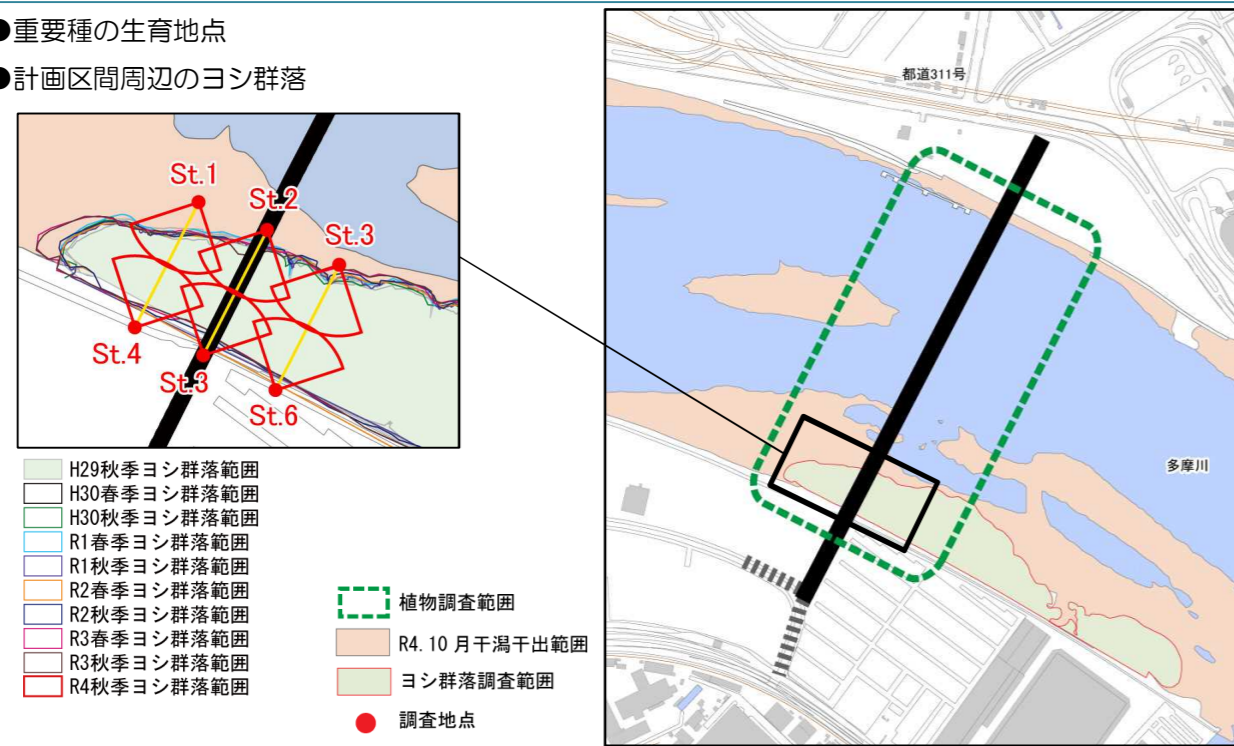 ●重要種の生育地点
●計画区間周辺のヨシ群落
St.1
St.2
St.3
St.4
St.3
St.6
H29秋季ヨシ群落範囲
H30春季ヨシ群落範囲
H30秋季ヨシ群落範囲
R1春季ヨシ群落範囲
R1秋季ヨシ群落範囲
R2春季ヨシ群落範囲
R2秋季ヨシ群落範囲
R3春季ヨシ群落範囲
R3秋季ヨシ群落範囲
R4秋季ヨシ群落範囲
植物調査範囲
R4.10月干潟干出範囲
ヨシ群落調査範囲
調査地点
都道311号
多摩川